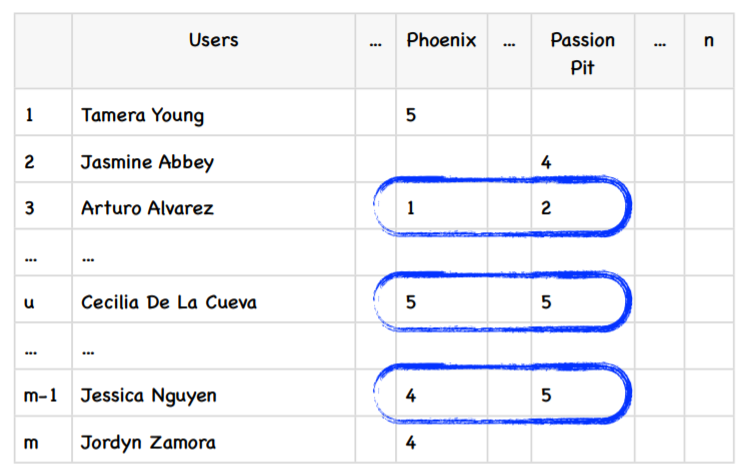 Users ... Phoenix ... Passion Pit ... n
1 Tamera Young 5
2 Jasmine Abbey 4
3 Arturo Alvarez 1 2
... ...
u Cecilia De La Cueva 5 5
... ...
m-1 Jessica Nguyen 4 5
m Jordyn Zamora 4